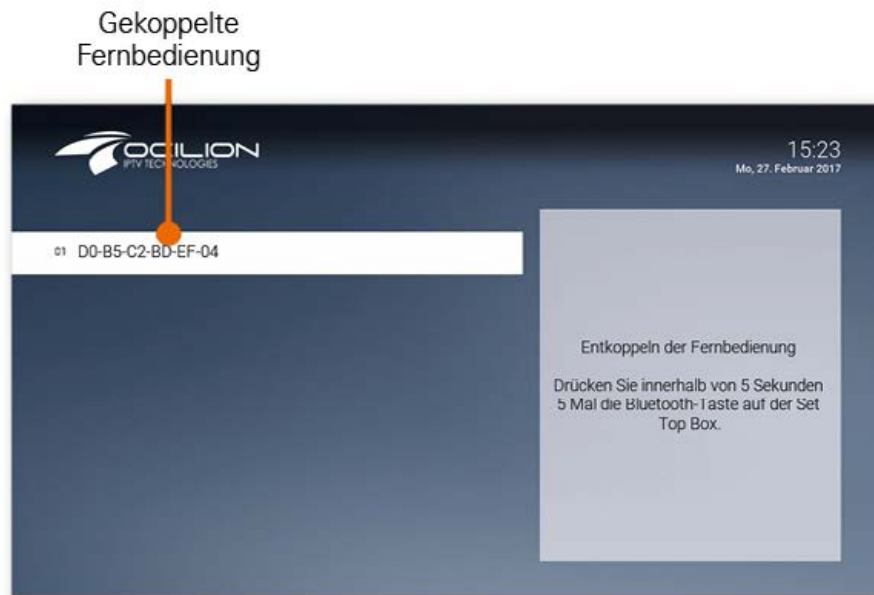 Gekoppelte
Fernbedienung
OCILION
IPTV TECHNOLOGIES
15:23
Mo, 27. Februar 2017
01 D0-B5-C2-BD-EF-04
Entkoppeln der Fernbedienung
Drücken Sie innerhalb von 5 Sekunden
5 Mal die Bluetooth-Taste auf der Set
Top Box.